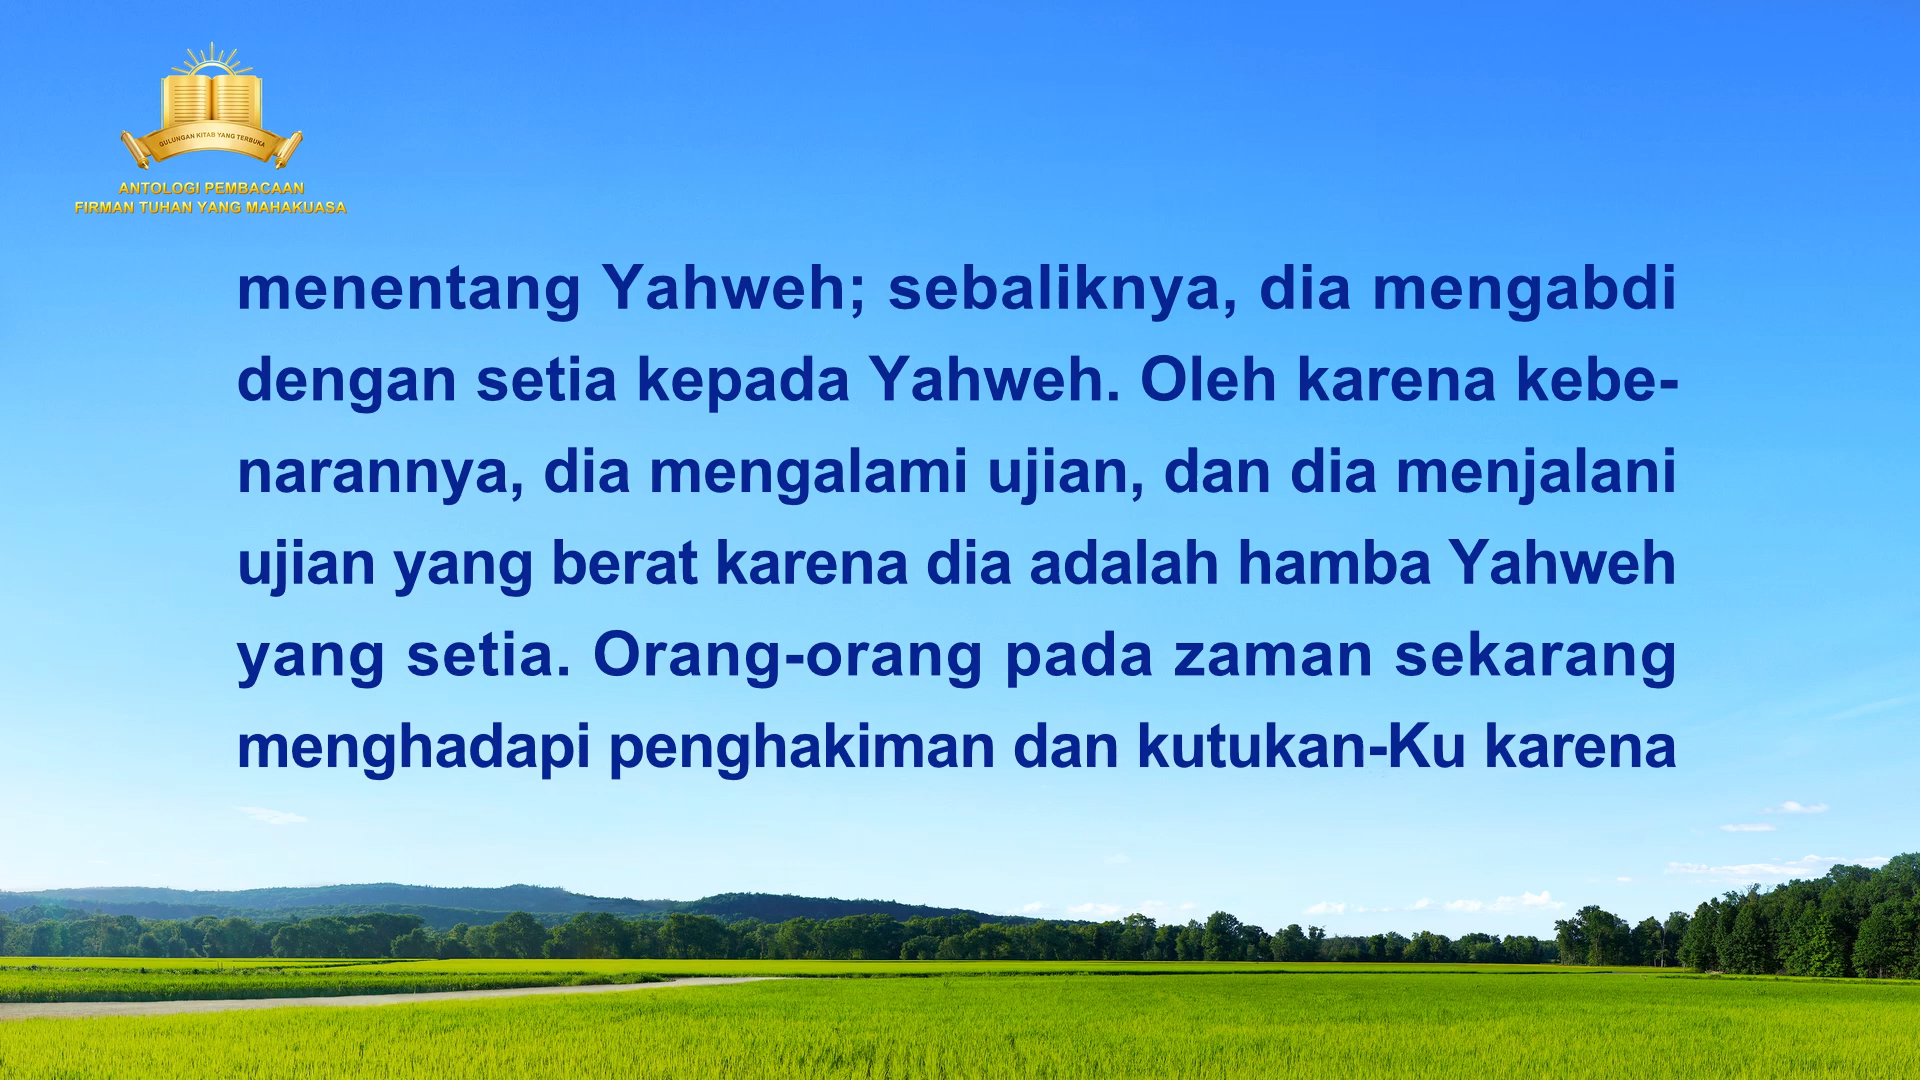 GULUNGAN KITAB YANG TERBUKA
ANTOLOGI PEMBACAAN
FIRMAN TUHAN YANG MAHAKUASA
menentang Yahweh; sebaliknya, dia mengabdi
dengan setia kepada Yahweh. Oleh karena kebe-
narannya, dia mengalami ujian, dan dia menjalani
ujian yang berat karena dia adalah hamba Yahweh
yang setia. Orang-orang pada zaman sekarang
menghadapi penghakiman dan kutukan-Ku karena